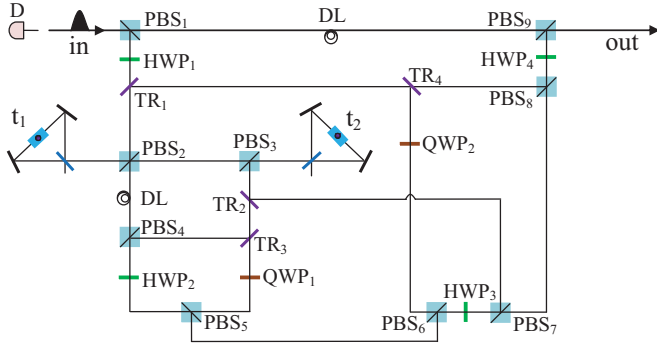 D
in
PBS1
DL
PBS9
out
HWP1
HWP4
TR1
TR4
PBS8
t1
t2
PBS2
PBS3
QWP2
DL
TR2
PBS4
TR3
HWP2
QWP1
HWP3
PBS5
PBS6
PBS7